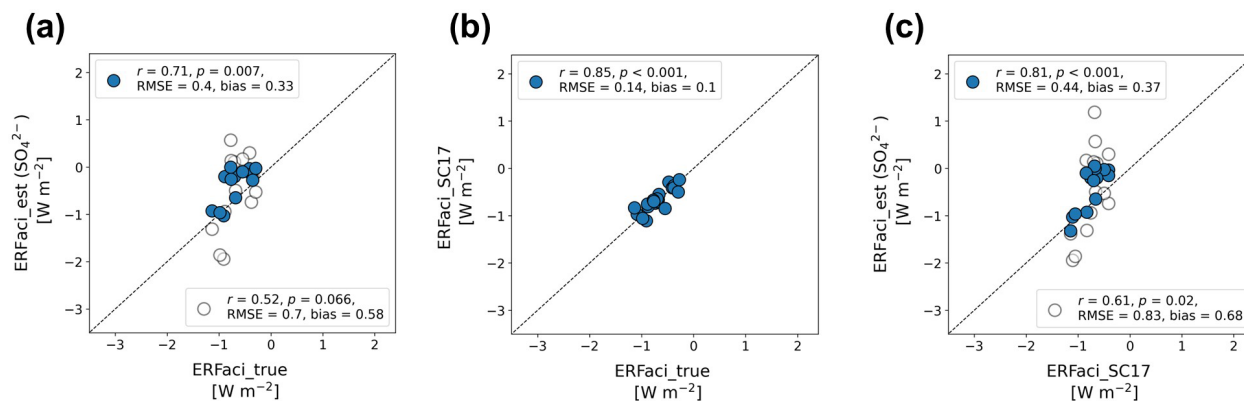 (a)
r = 0.71, p = 0.007,
RMSE = 0.4, bias = 0.33
r = 0.52, p = 0.066,
RMSE = 0.7, bias = 0.58
ERFaci_est (SO₄²⁻)
[W m⁻²]
2
1
0
−1
−2
−3
−3
−2
−1
0
1
2
ERFaci_true
[W m⁻²]
(b)
r = 0.85, p < 0.001,
RMSE = 0.14, bias = 0.1
ERFaci_SC17
[W m⁻²]
2
1
0
−1
−2
−3
−3
−2
−1
0
1
2
ERFaci_true
[W m⁻²]
(c)
r = 0.81, p < 0.001,
RMSE = 0.44, bias = 0.37
r = 0.61, p = 0.02,
RMSE = 0.83, bias = 0.68
ERFaci_est (SO₄²⁻)
[W m⁻²]
2
1
0
−1
−2
−3
−3
−2
−1
0
1
2
ERFaci_SC17
[W m⁻²]